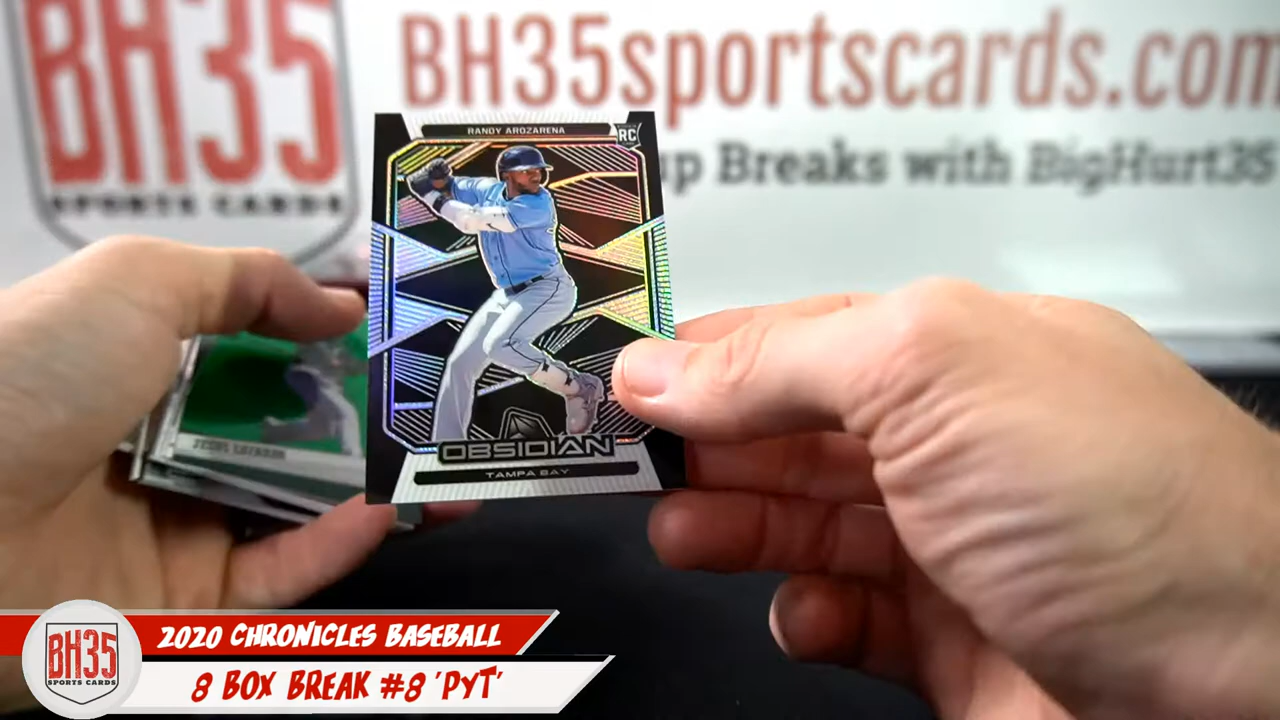 BH35
SPORTS CARDS
BH35sportscards.com
up Breaks with BigHurt35
RANDY AROZARENA
RC
OBSIDIAN
TAMPA BAY
2020 CHRONICLES BASEBALL
8 BOX BREAK #8 'PYT'
BH35
SPORTS CARDS